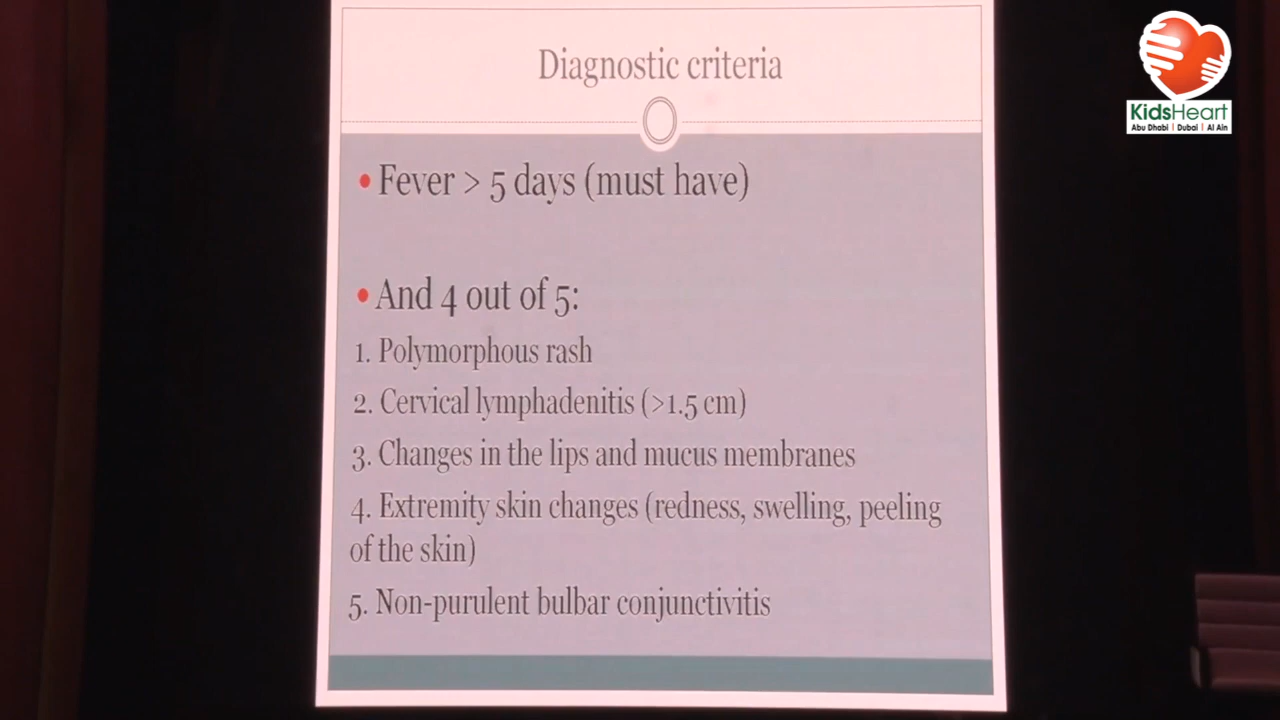 Diagnostic criteria
KidsHeart
Abu Dhabi | Dubai | Al Ain
• Fever > 5 days (must have)
• And 4 out of 5:
1. Polymorphous rash
2. Cervical lymphadenitis (>1.5 cm)
3. Changes in the lips and mucus membranes
4. Extremity skin changes (redness, swelling, peeling
of the skin)
5. Non-purulent bulbar conjunctivitis